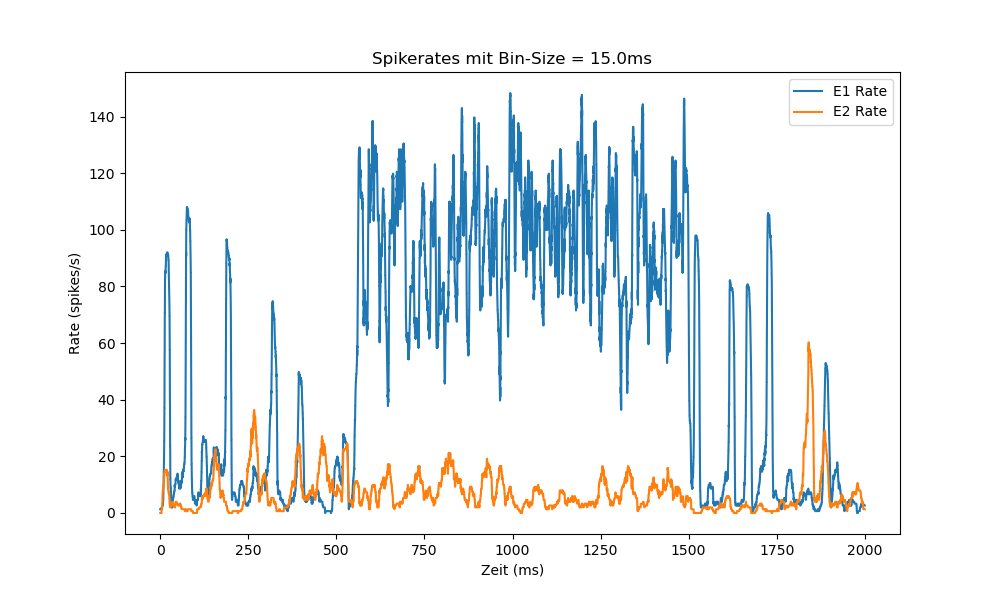 Spikerates mit Bin-Size = 15.0ms
E1 Rate
E2 Rate
Rate (spikes/s)
140
120
100
80
60
40
20
0
0 250 500 750 1000 1250 1500 1750 2000
Zeit (ms)